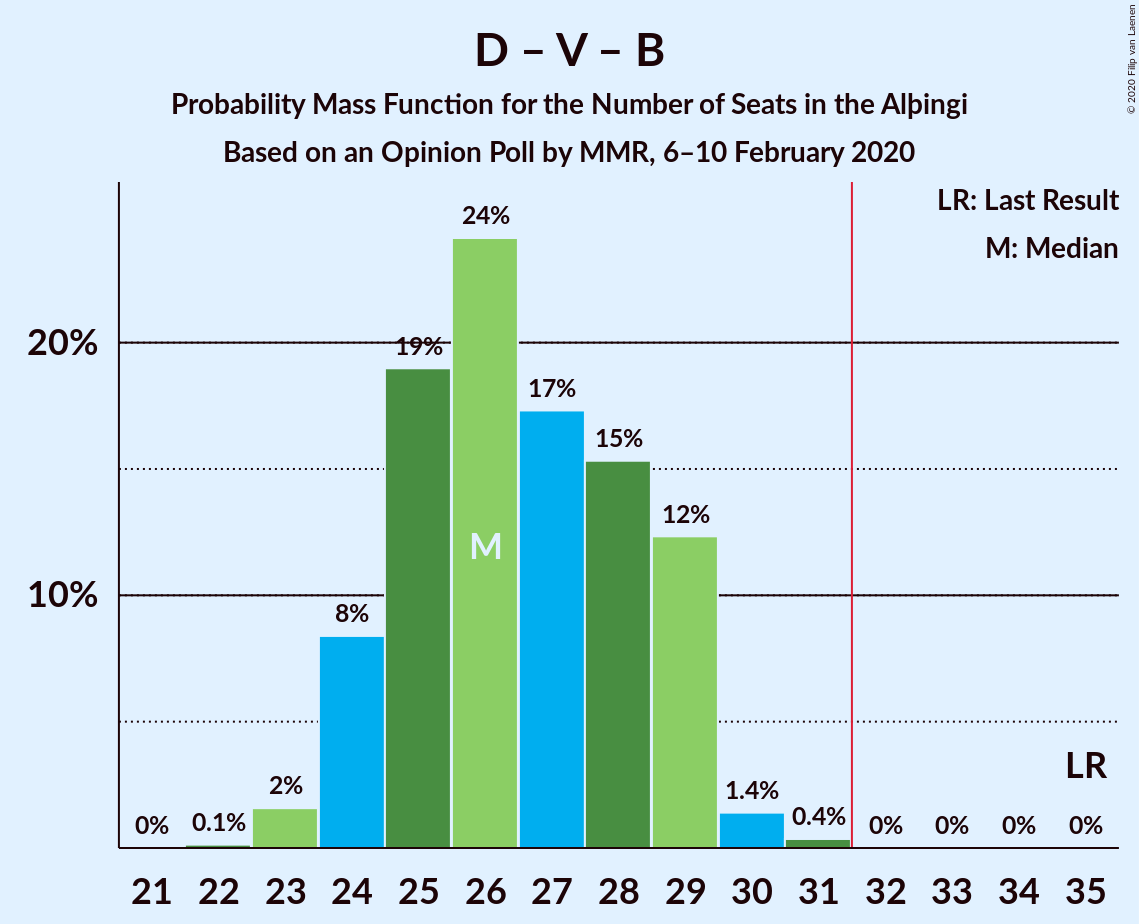 D – V – B
Probability Mass Function for the Number of Seats in the Alþingi
Based on an Opinion Poll by MMR, 6–10 February 2020
© 2020 Filip van Laenen
LR: Last Result
M: Median
24%
20%
19%
17%
15%
12%
M
10%
8%
LR
2%
1.4%
0.4%
0.1%
0%
0%
0%
0%
0%
21 22 23 24 25 26 27 28 29 30 31 32 33 34 35